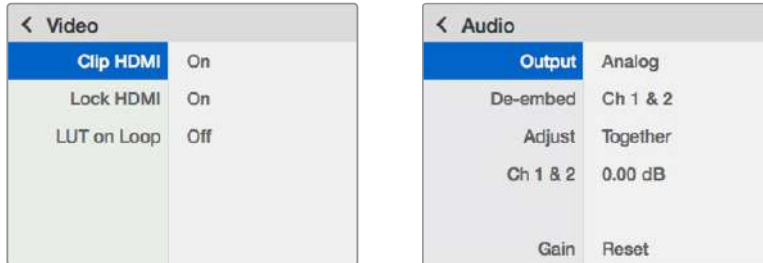 < Video
Clip HDMI On
Lock HDMI On
LUT on Loop Off
< Audio
Output Analog
De-embed Ch 1 & 2
Adjust Together
Ch 1 & 2 0.00 dB
Gain Reset